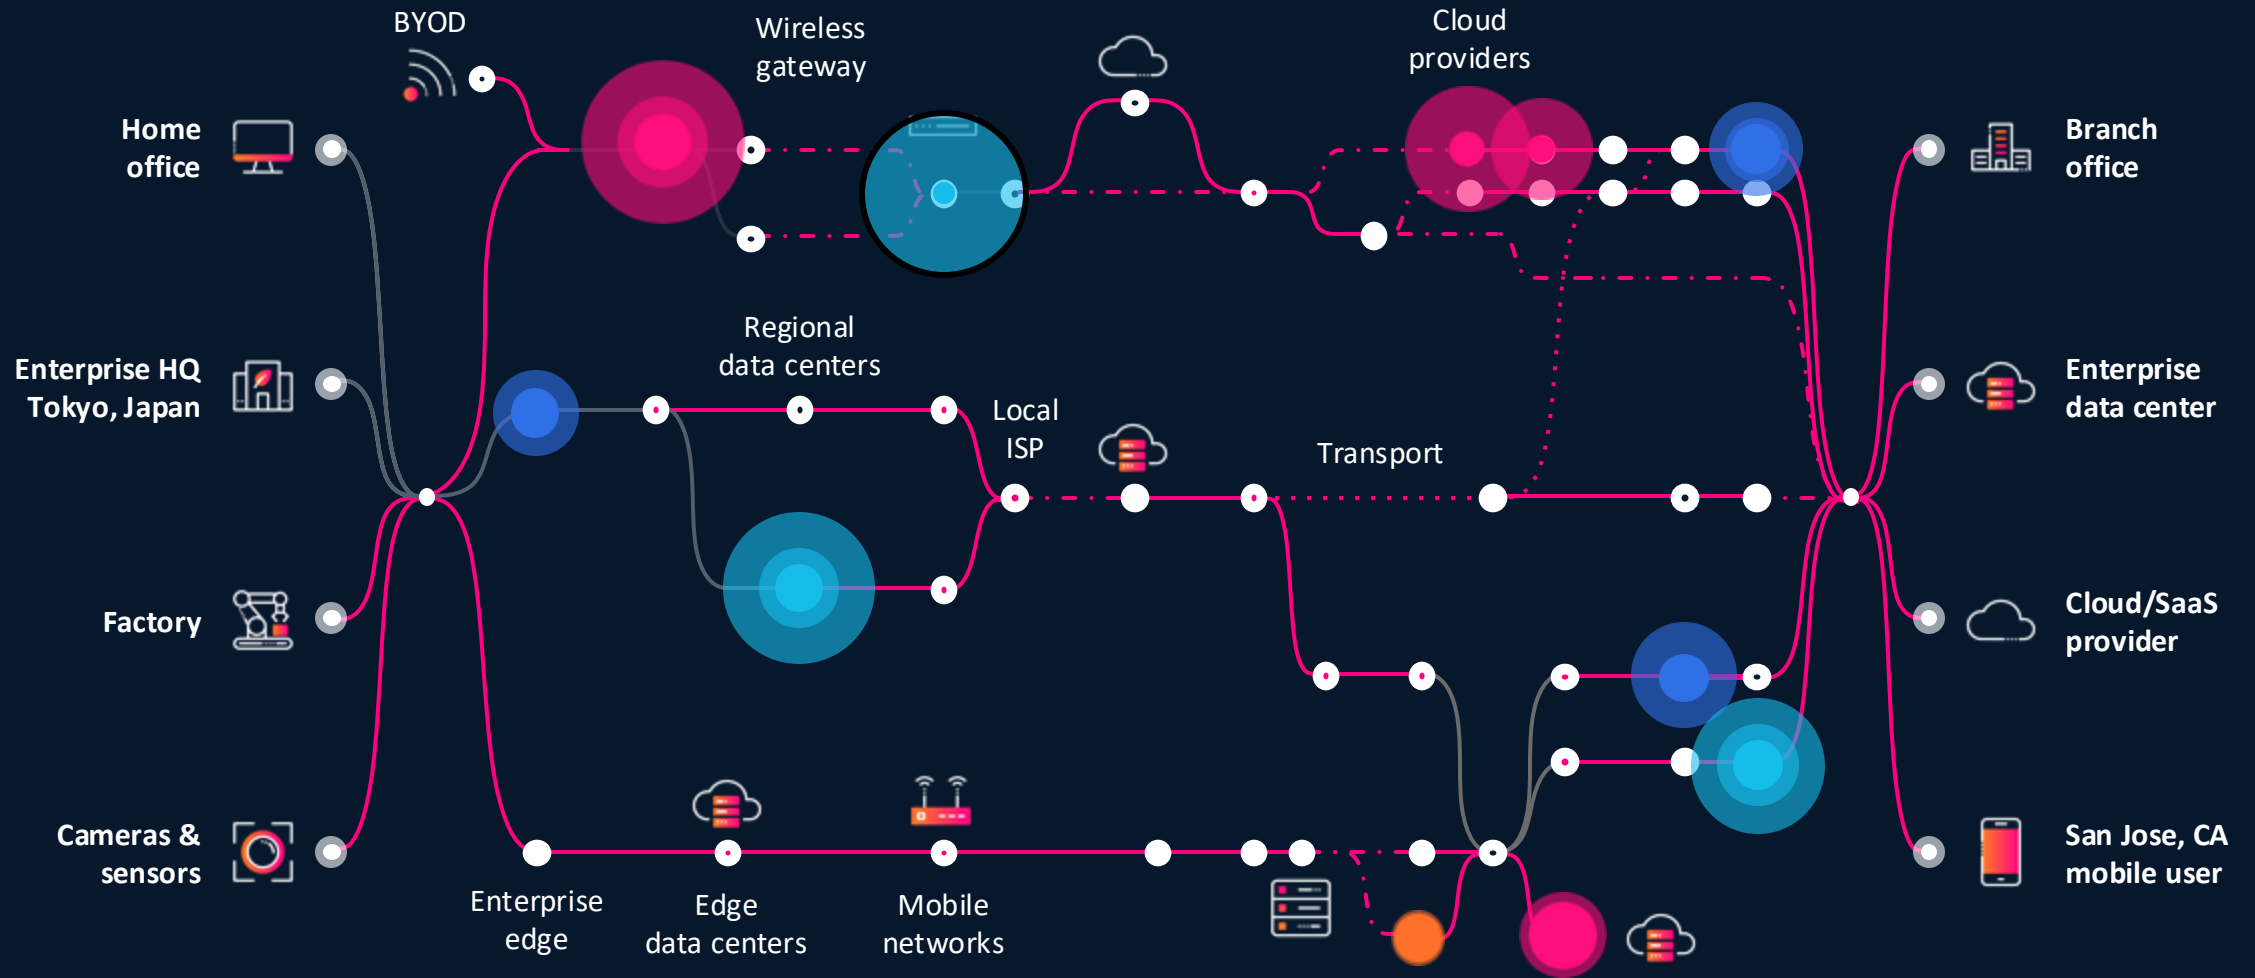 BYOD
Wireless
gateway
Cloud
providers
Home
office
Branch
office
Regional
data centers
Enterprise HQ
Tokyo, Japan
Local
ISP
Transport
Enterprise
data center
Factory
Cloud/SaaS
provider
Cameras &
sensors
San Jose, CA
mobile user
Enterprise
edge
Edge
data centers
Mobile
networks